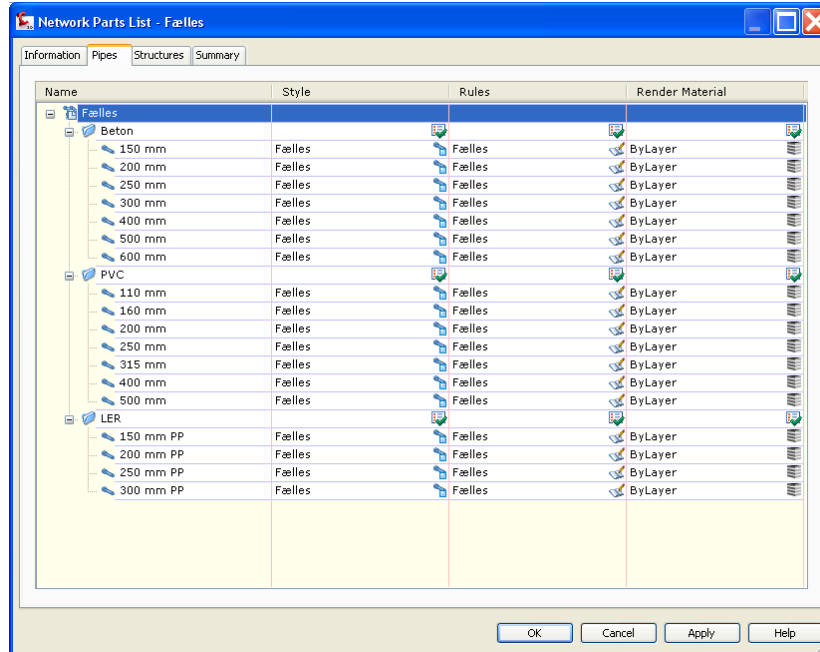 Network Parts List - Fælles
Information Pipes Structures Summary
Name Style Rules Render Material
Fælles
Beton
150 mm Fælles Fælles ByLayer
200 mm Fælles Fælles ByLayer
250 mm Fælles Fælles ByLayer
300 mm Fælles Fælles ByLayer
400 mm Fælles Fælles ByLayer
500 mm Fælles Fælles ByLayer
600 mm Fælles Fælles ByLayer
PVC
110 mm Fælles Fælles ByLayer
160 mm Fælles Fælles ByLayer
200 mm Fælles Fælles ByLayer
250 mm Fælles Fælles ByLayer
315 mm Fælles Fælles ByLayer
400 mm Fælles Fælles ByLayer
500 mm Fælles Fælles ByLayer
LER
150 mm PP Fælles Fælles ByLayer
200 mm PP Fælles Fælles ByLayer
250 mm PP Fælles Fælles ByLayer
300 mm PP Fælles Fælles ByLayer
OK Cancel Apply Help